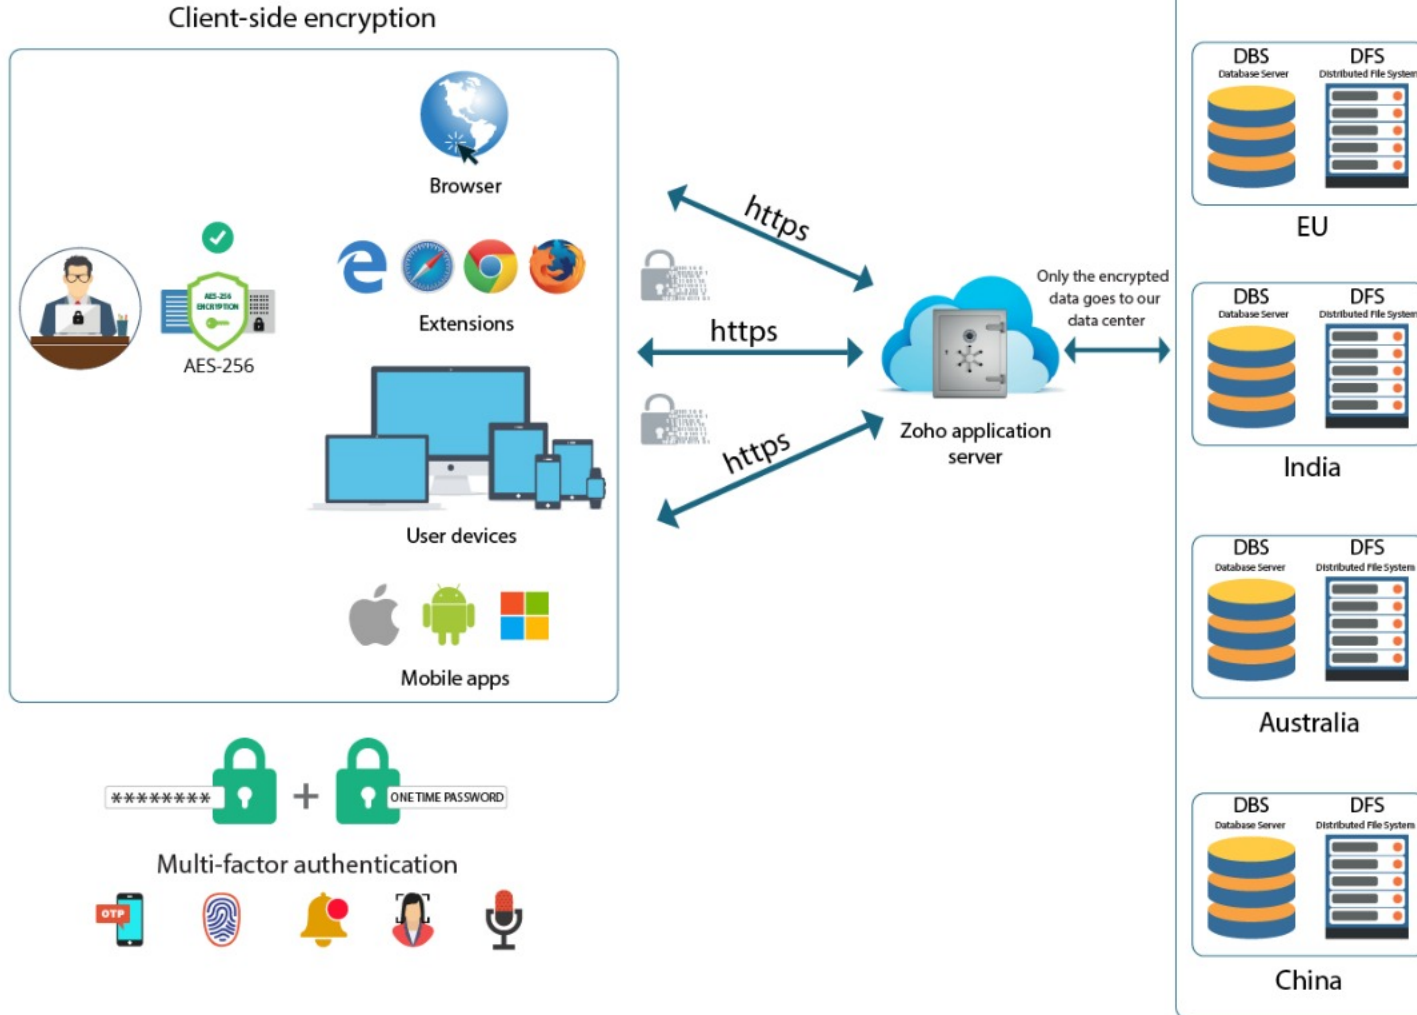 Client-side encryption
Browser
Extensions
AES-256
ENCRYPTION
AES-256
User devices
Mobile apps
https
https
https
Zoho application
server
Only the encrypted
data goes to our
data center
DBS
Database Server
DFS
Distributed File System
EU
DBS
Database Server
DFS
Distributed File System
India
DBS
Database Server
DFS
Distributed File System
Australia
DBS
Database Server
DFS
Distributed File System
China
********
+
ONE TIME PASSWORD
Multi-factor authentication
OTP